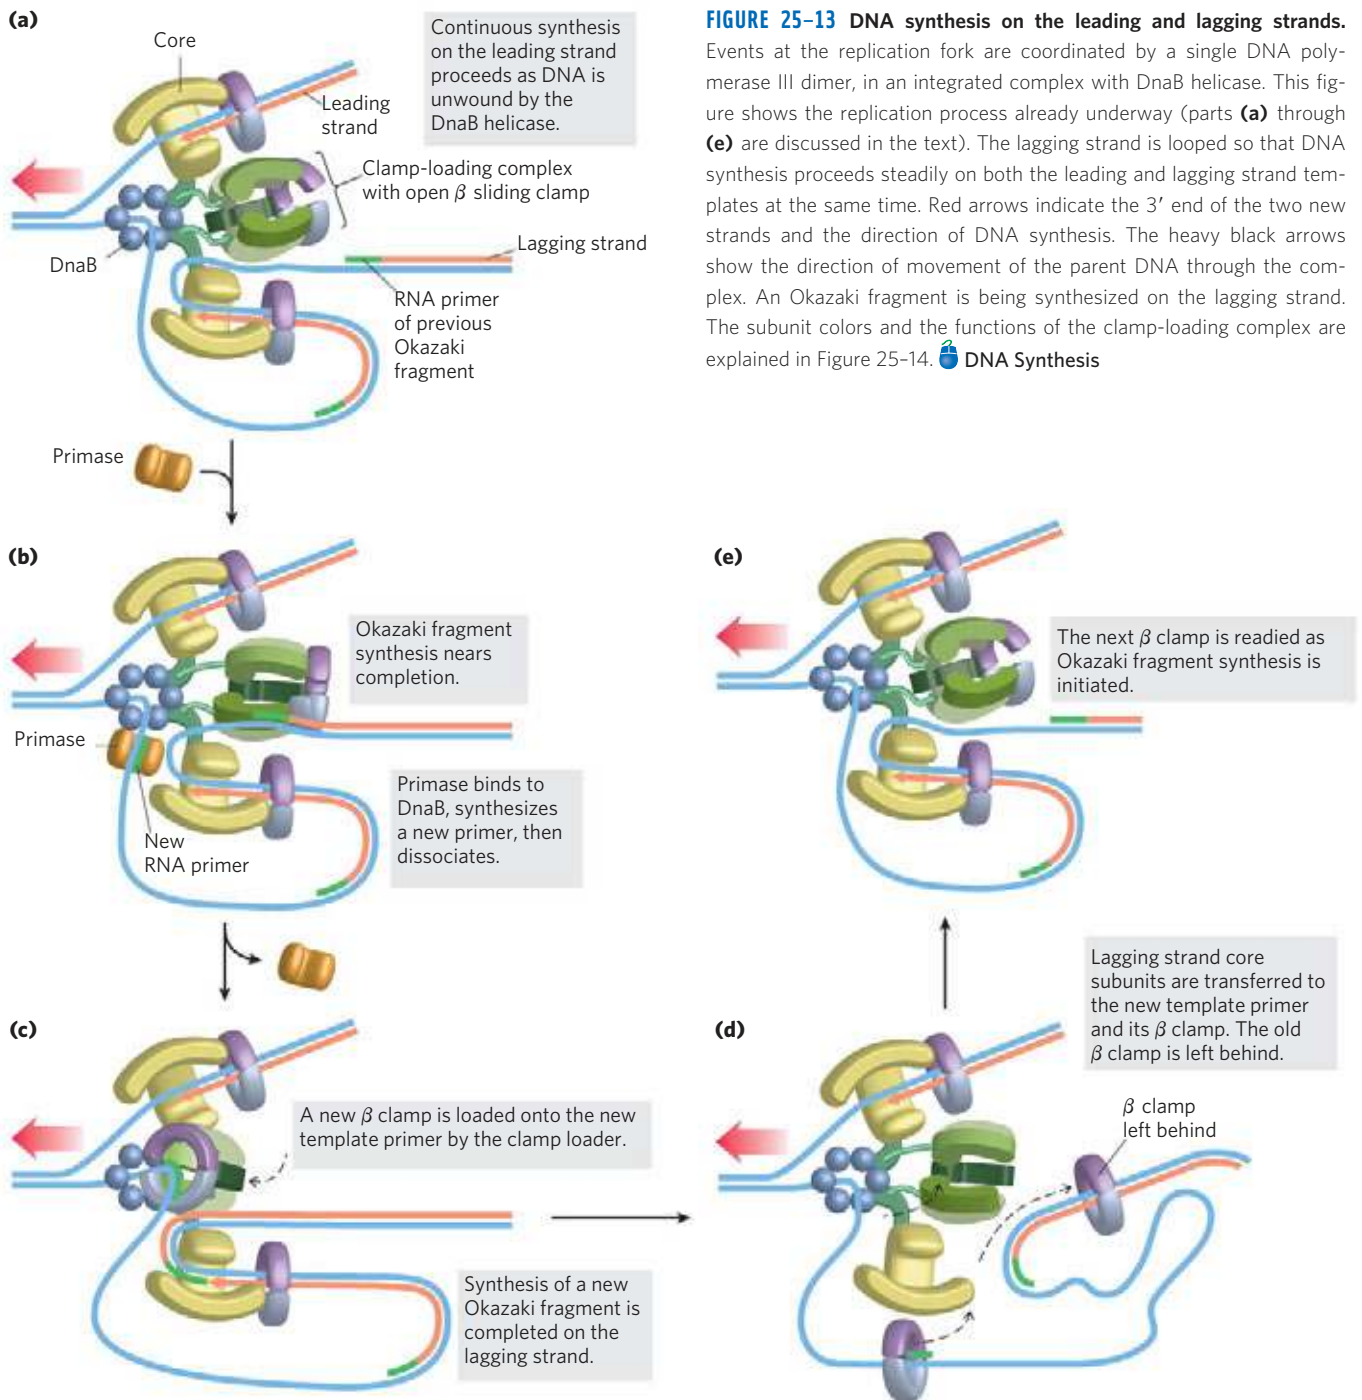 (a)
Core
Continuous synthesis
on the leading strand
proceeds as DNA is
unwound by the
DnaB helicase.
Leading
strand
Clamp-loading complex
with open β sliding clamp
DnaB
Lagging strand
RNA primer
of previous
Okazaki
fragment
FIGURE 25–13 DNA synthesis on the leading and lagging strands.
Events at the replication fork are coordinated by a single DNA poly-
merase III dimer, in an integrated complex with DnaB helicase. This fig-
ure shows the replication process already underway (parts (a) through
(e) are discussed in the text). The lagging strand is looped so that DNA
synthesis proceeds steadily on both the leading and lagging strand tem-
plates at the same time. Red arrows indicate the 3′ end of the two new
strands and the direction of DNA synthesis. The heavy black arrows
show the direction of movement of the parent DNA through the com-
plex. An Okazaki fragment is being synthesized on the lagging strand.
The subunit colors and the functions of the clamp-loading complex are
explained in Figure 25–14. DNA Synthesis
Primase
(b)
Okazaki fragment
synthesis nears
completion.
Primase
Primase binds to
DnaB, synthesizes
a new primer, then
dissociates.
New
RNA primer
(c)
A new β clamp is loaded onto the new
template primer by the clamp loader.
Synthesis of a new
Okazaki fragment is
completed on the
lagging strand.
(e)
The next β clamp is readied as
Okazaki fragment synthesis is
initiated.
Lagging strand core
subunits are transferred to
the new template primer
and its β clamp. The old
β clamp is left behind.
(d)
β clamp
left behind